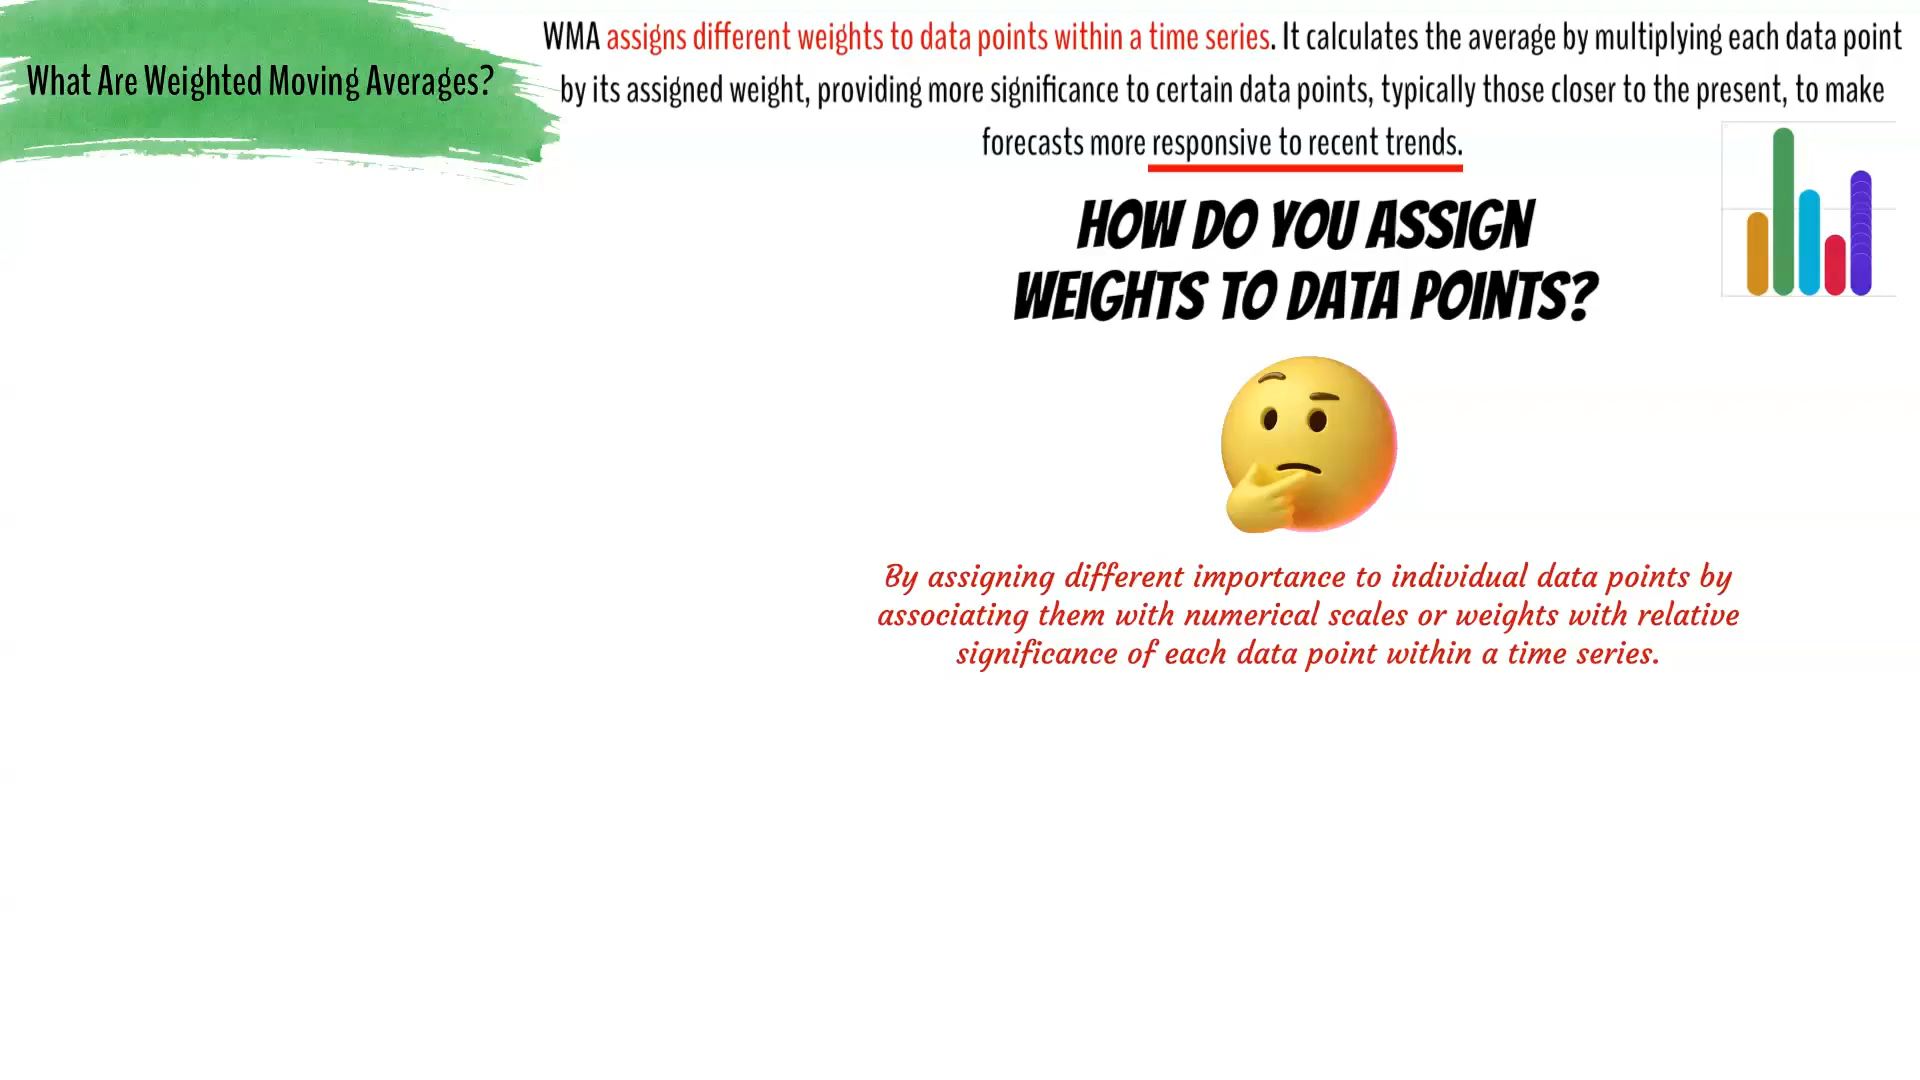 What Are Weighted Moving Averages?
WMA assigns different weights to data points within a time series. It calculates the average by multiplying each data point
by its assigned weight, providing more significance to certain data points, typically those closer to the present, to make
forecasts more responsive to recent trends.
HOW DO YOU ASSIGN
WEIGHTS TO DATA POINTS?
By assigning different importance to individual data points by
associating them with numerical scales or weights with relative
significance of each data point within a time series.